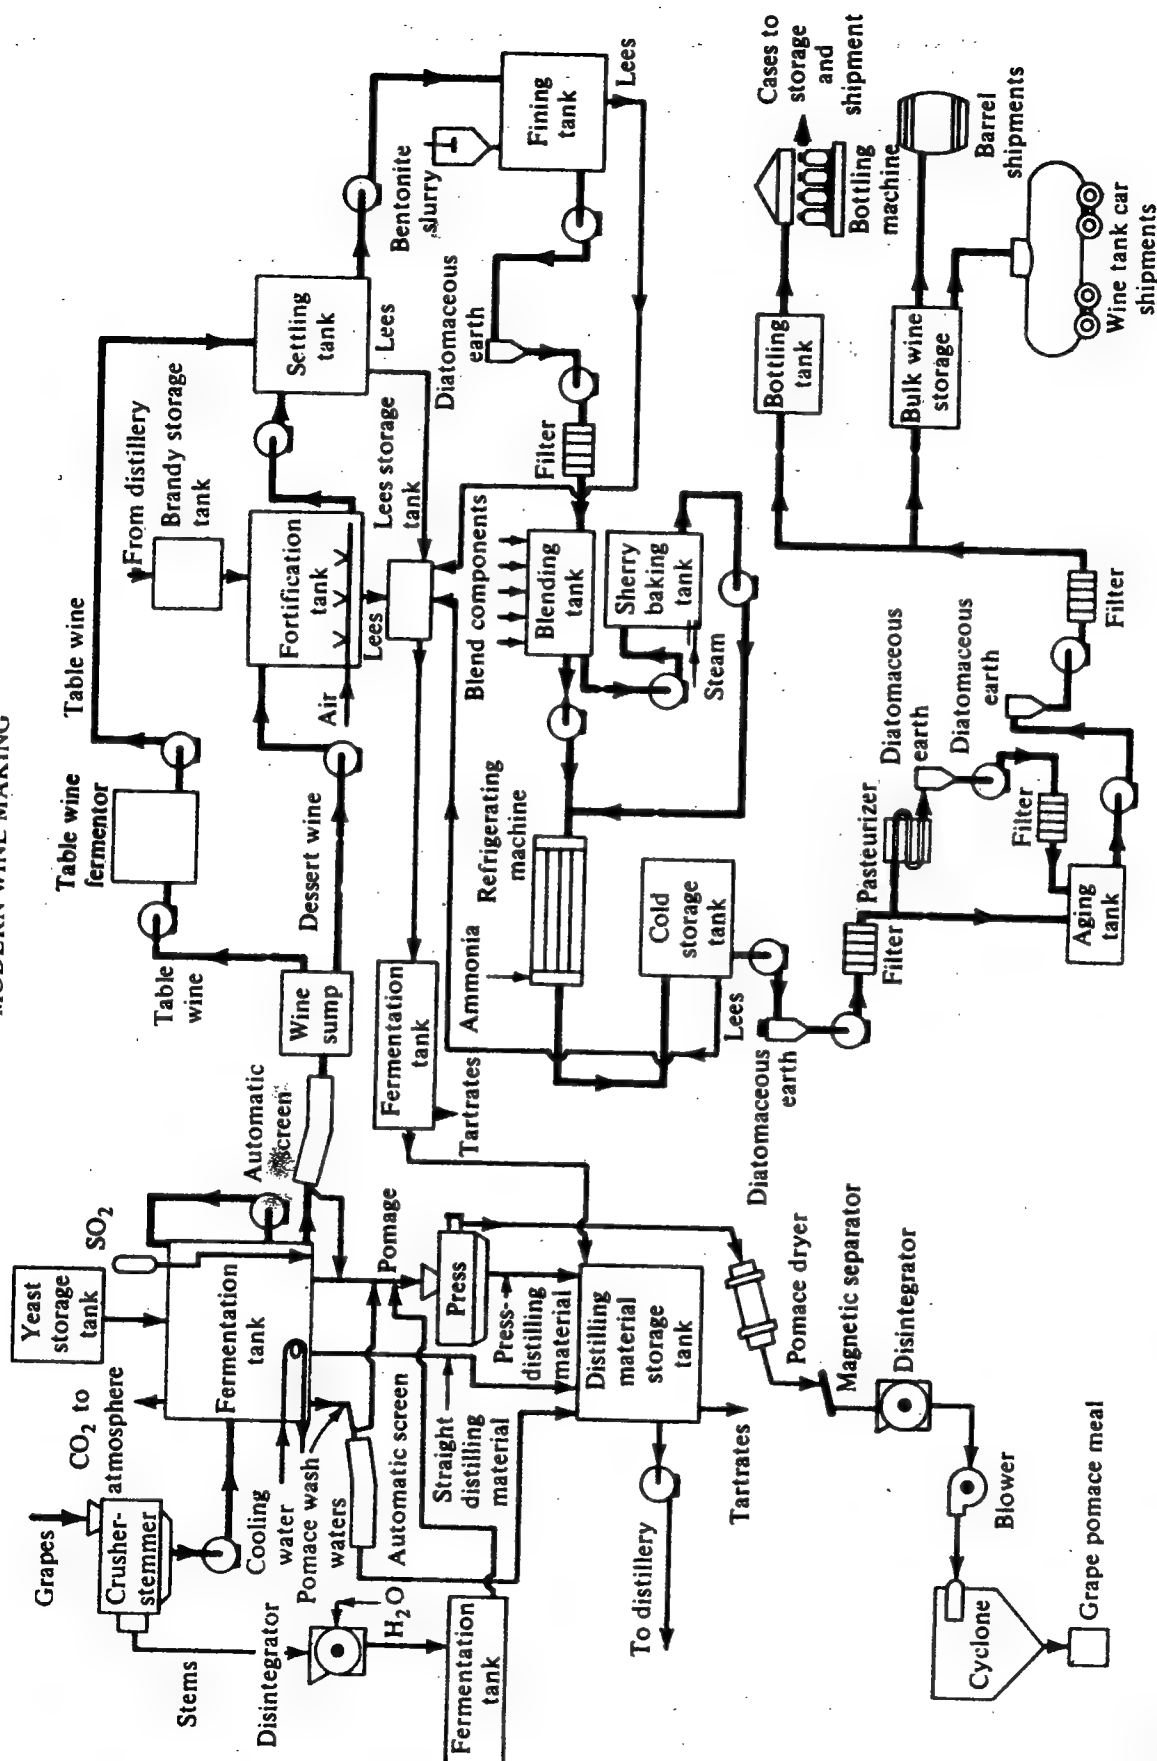 MODERN WINE MAKING
Grapes
Crusher-
stemmer
Stems
Disintegrator
H2O
Fermentation
tank
CO2 to
atmosphere
Yeast
storage
tank
SO2
Fermentation
tank
Cooling
water
Pomace wash
waters
Automatic screen
Straight
distilling
material
Automatic
screen
Pomage
Press
Press-
distilling
material
Distilling
material
storage
tank
To distillery
Tartrates
Pomace dryer
Magnetic separator
Disintegrator
Blower
Cyclone
Grape pomace meal
Wine
sump
Table
wine
Table wine
fermentor
Table wine
Dessert wine
From distillery
Brandy storage
tank
Fortification
tank
Air
Lees
Settling
tank
Lees
Lees storage
tank
Fermentation
tank
Tartrates
Bentonite
slurry
Fining
tank
Lees
Diatomaceous
earth
Filter
Blend components
Blending
tank
Sherry
baking
tank
Steam
Refrigerating
machine
Ammonia
Cold
storage
tank
Lees
Diatomaceous
earth
Filter
Pasteurizer
Diatomaceous
earth
Filter
Aging
tank
Diatomaceous
earth
Filter
Bottling
tank
Bottling
machine
Cases to
storage
and
shipment
Bulk wine
storage
Barrel
shipments
Wine tank car
shipments